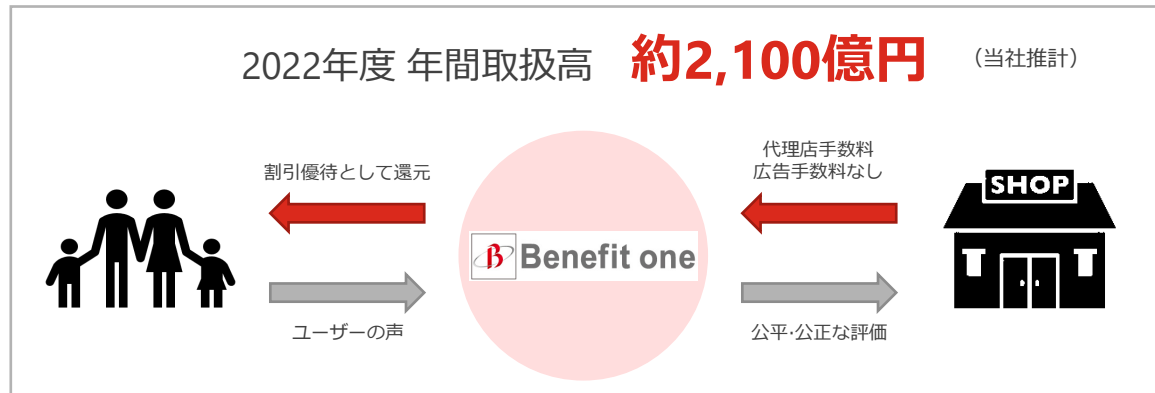 2022年度 年間取扱高 約2,100億円 (当社推計)
割引優待として還元
代理店手数料
広告手数料なし
SHOP
β Benefit one
ユーザーの声
公平･公正な評価